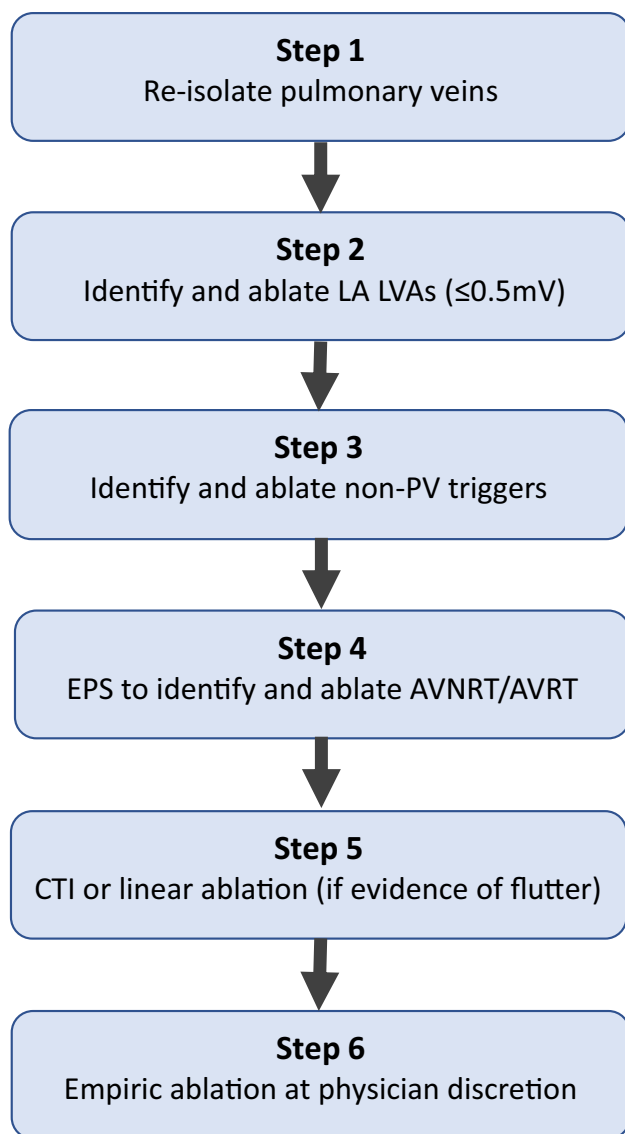 Step 1
Re-isolate pulmonary veins
Step 2
Identify and ablate LA LVAs (≤0.5mV)
Step 3
Identify and ablate non-PV triggers
Step 4
EPS to identify and ablate AVNRT/AVRT
Step 5
CTI or linear ablation (if evidence of flutter)
Step 6
Empiric ablation at physician discretion